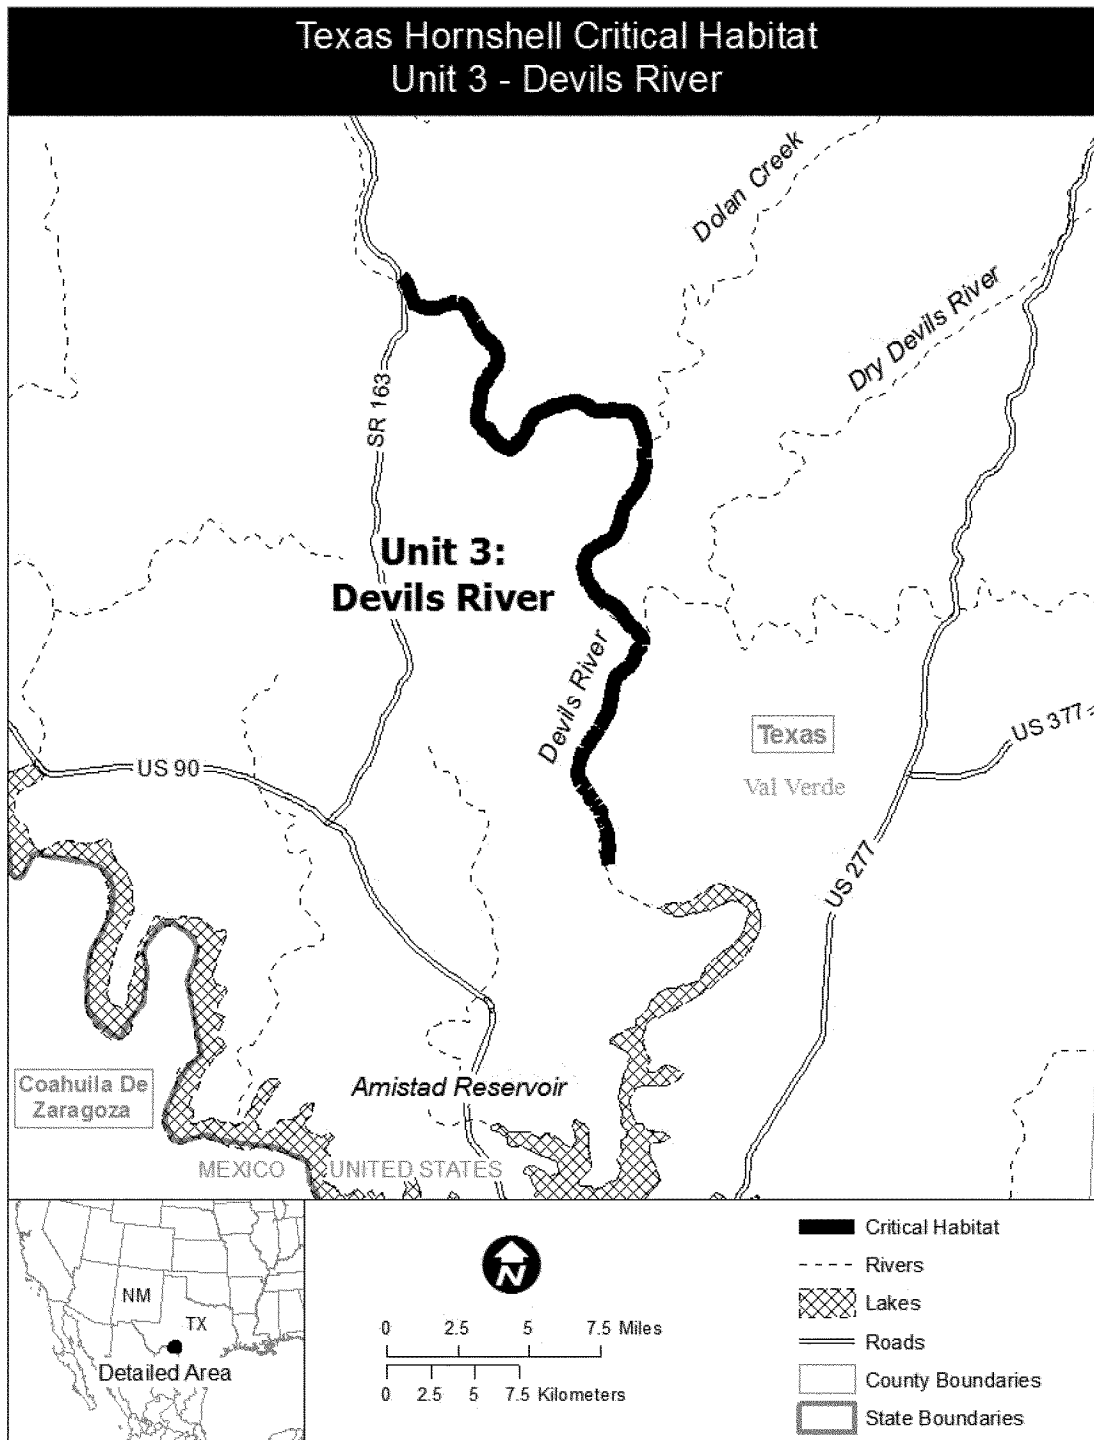 Texas Hornshell Critical Habitat
Unit 3 - Devils River
Dolan Creek
Dry Devils River
SR 163
Unit 3:
Devils River
Devils River
Texas
Val Verde
US 377
US 90
US 277
Coahuila De
Zaragoza
Amistad Reservoir
MEXICO
UNITED STATES
NM
TX
Detailed Area
N
0 2.5 5 7.5 Miles
0 2.5 5 7.5 Kilometers
Critical Habitat
Rivers
Lakes
Roads
County Boundaries
State Boundaries